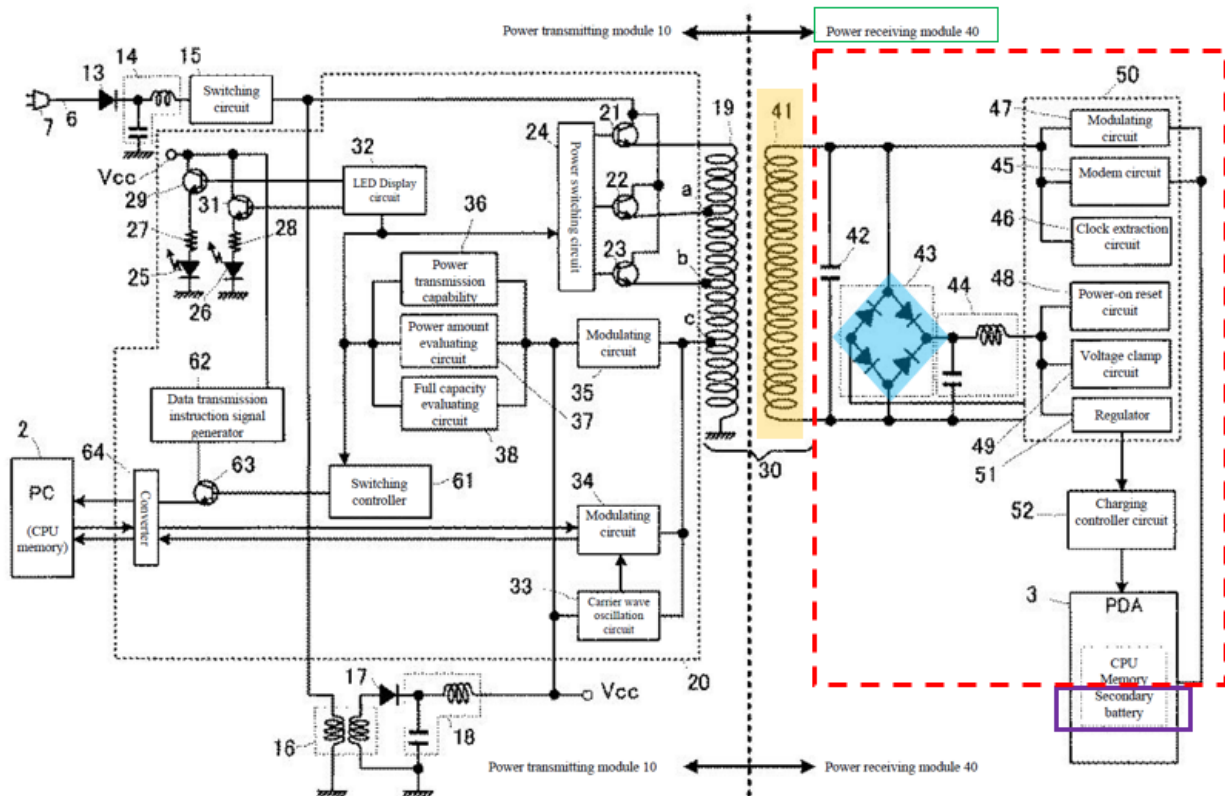 Power transmitting module 10
Power receiving module 40
13
14
15
Switching
circuit
7
6
21
24
19
41
50
47
Modulating
circuit
Vcc
29
31
32
LED Display
circuit
Power switching circuit
22
a
45
Modem circuit
27
28
36
46
Clock extraction
circuit
25
26
Power
transmission
capability
23
b
42
43
44
48
Power-on reset
circuit
Power amount
evaluating
circuit
Modulating
circuit
c
Voltage clamp
circuit
62
Data transmission
instruction signal
generator
Full capacity
evaluating
circuit
37
35
Regulator
38
49
51
2
64
63
Switching
controller
61
34
30
PC
(CPU
memory)
Converter
Modulating
circuit
52
Charging
controller circuit
33
Carrier wave
oscillation
circuit
3
PDA
CPU
Memory
Secondary
battery
20
17
Vcc
16
18
Power transmitting module 10
Power receiving module 40